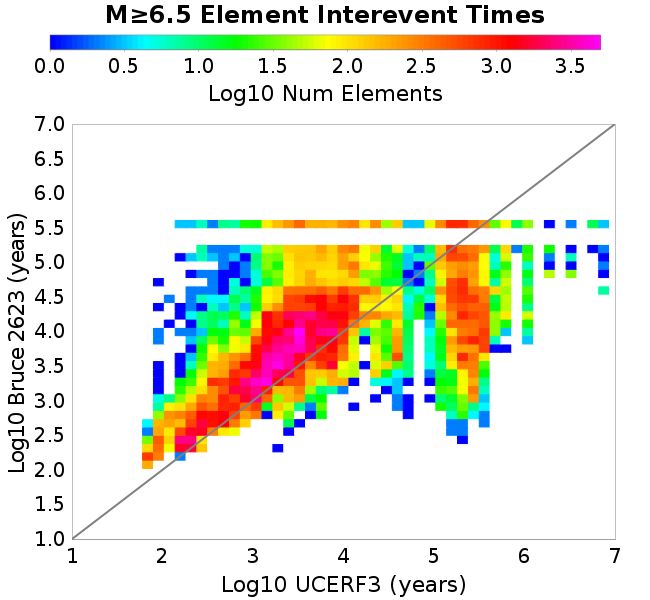 M≥6.5 Element Interevent Times
0.0 0.5 1.0 1.5 2.0 2.5 3.0 3.5
Log10 Num Elements
7.0
6.5
6.0
5.5
5.0
4.5
4.0
3.5
3.0
2.5
2.0
1.5
1.0
Log10 Bruce 2623 (years)
1 2 3 4 5 6 7
Log10 UCERF3 (years)